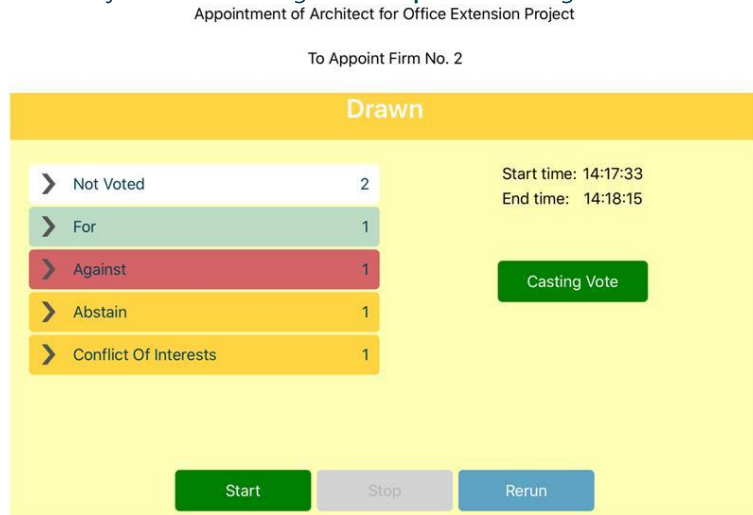 Appointment of Architect for Office Extension Project
To Appoint Firm No. 2
Drawn
Not Voted 2
For 1
Against 1
Abstain 1
Conflict Of Interests 1
Start time: 14:17:33
End time: 14:18:15
Casting Vote
Start
Stop
Rerun